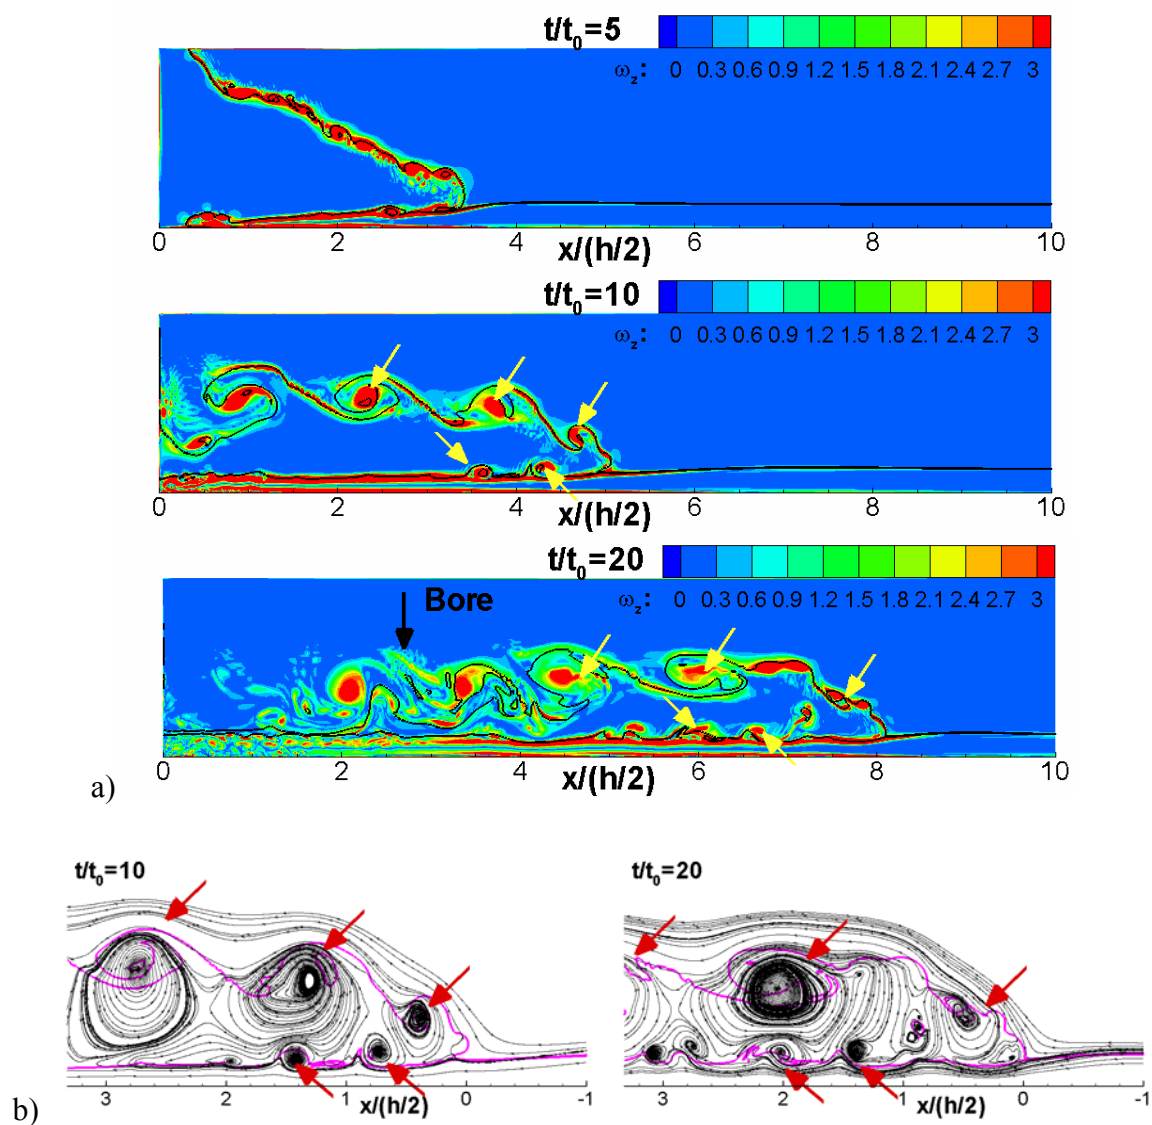 t/t0=5
ωz: 0 0.3 0.6 0.9 1.2 1.5 1.8 2.1 2.4 2.7 3
0 2 4 6 8 10
x/(h/2)
t/t0=10
ωz: 0 0.3 0.6 0.9 1.2 1.5 1.8 2.1 2.4 2.7 3
0 2 4 6 8 10
x/(h/2)
t/t0=20
ωz: 0 0.3 0.6 0.9 1.2 1.5 1.8 2.1 2.4 2.7 3
Bore
0 2 4 6 8 10
x/(h/2)
a)
t/t0=10
3 2 1 0 -1
x/(h/2)
t/t0=20
3 2 1 0 -1
x/(h/2)
b)